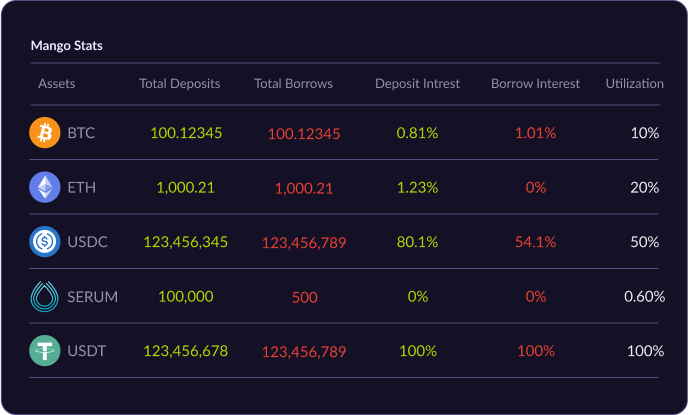 Mango Stats
Assets Total Deposits Total Borrows Deposit Intrest Borrow Interest Utilization
BTC 100.12345 100.12345 0.81% 1.01% 10%
ETH 1,000.21 1,000.21 1.23% 0% 20%
USDC 123,456,345 123,456,789 80.1% 54.1% 50%
SERUM 100,000 500 0% 0% 0.60%
USDT 123,456,678 123,456,789 100% 100% 100%